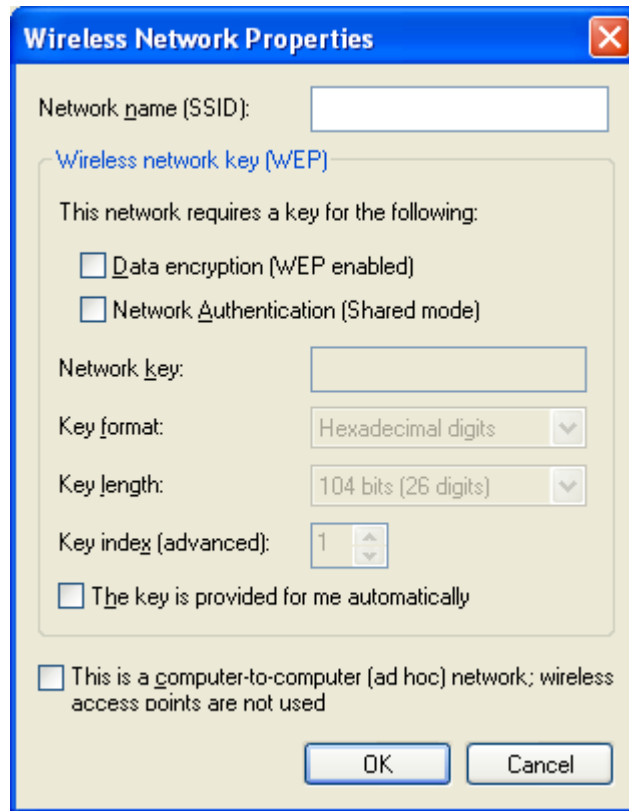 Wireless Network Properties
Network name (SSID):
Wireless network key (WEP)
This network requires a key for the following:
Data encryption (WEP enabled)
Network Authentication (Shared mode)
Network key:
Key format: Hexadecimal digits
Key length: 104 bits (26 digits)
Key index (advanced): 1
The key is provided for me automatically
This is a computer-to-computer (ad hoc) network; wireless
access points are not used
OK Cancel